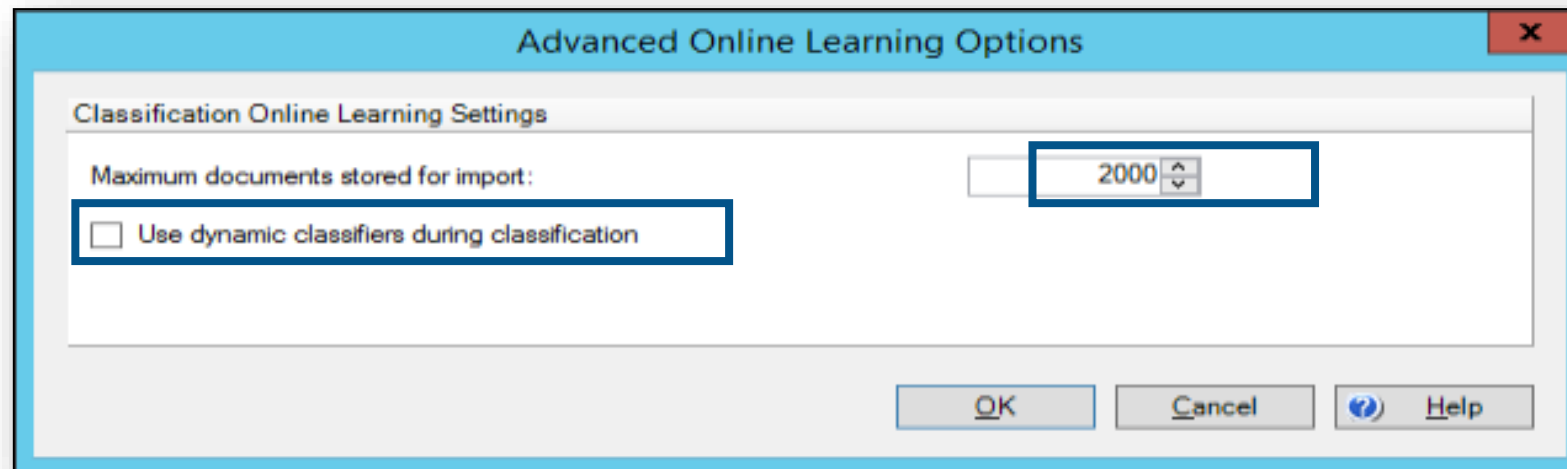 Advanced Online Learning Options
Classification Online Learning Settings
Maximum documents stored for import: 2000
Use dynamic classifiers during classification
OK Cancel Help